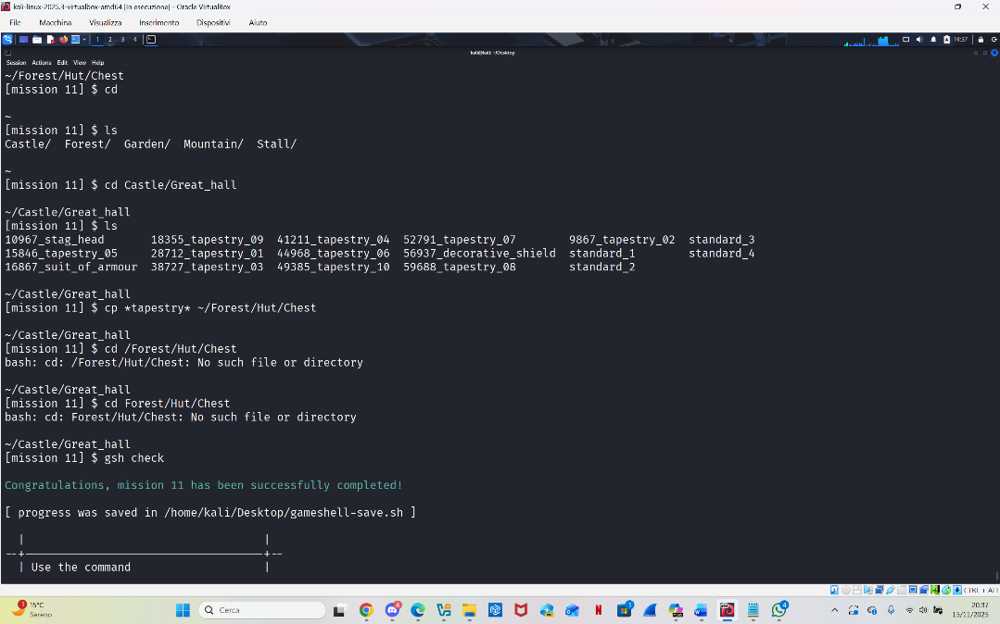 kali-linux-2025.3-virtualbox-amd64 [In esecuzione] - Oracle VirtualBox
File Macchina Visualizza Inserimento Dispositivi Aiuto
1 2 3 4 14:37
kali@kali: ~/Desktop
Session Actions Edit View Help
~/Forest/Hut/Chest
[mission 11] $ cd
~
[mission 11] $ ls
Castle/ Forest/ Garden/ Mountain/ Stall/
~
[mission 11] $ cd Castle/Great_hall
~/Castle/Great_hall
[mission 11] $ ls
10967_stag_head 18355_tapestry_09 41211_tapestry_04 52791_tapestry_07 9867_tapestry_02 standard_3
15846_tapestry_05 28712_tapestry_01 44968_tapestry_06 56937_decorative_shield standard_1 standard_4
16867_suit_of_armour 38727_tapestry_03 49385_tapestry_10 59688_tapestry_08 standard_2
~/Castle/Great_hall
[mission 11] $ cp *tapestry* ~/Forest/Hut/Chest
~/Castle/Great_hall
[mission 11] $ cd /Forest/Hut/Chest
bash: cd: /Forest/Hut/Chest: No such file or directory
~/Castle/Great_hall
[mission 11] $ cd Forest/Hut/Chest
bash: cd: Forest/Hut/Chest: No such file or directory
~/Castle/Great_hall
[mission 11] $ gsh check
Congratulations, mission 11 has been successfully completed!
[ progress was saved in /home/kali/Desktop/gameshell-save.sh ]
| |
--+——————————————————+--
| Use the command |
CTRL + ALT
1 15°C
Sereno
Cerca
4
N
1
W
4
20:37
15/11/2025